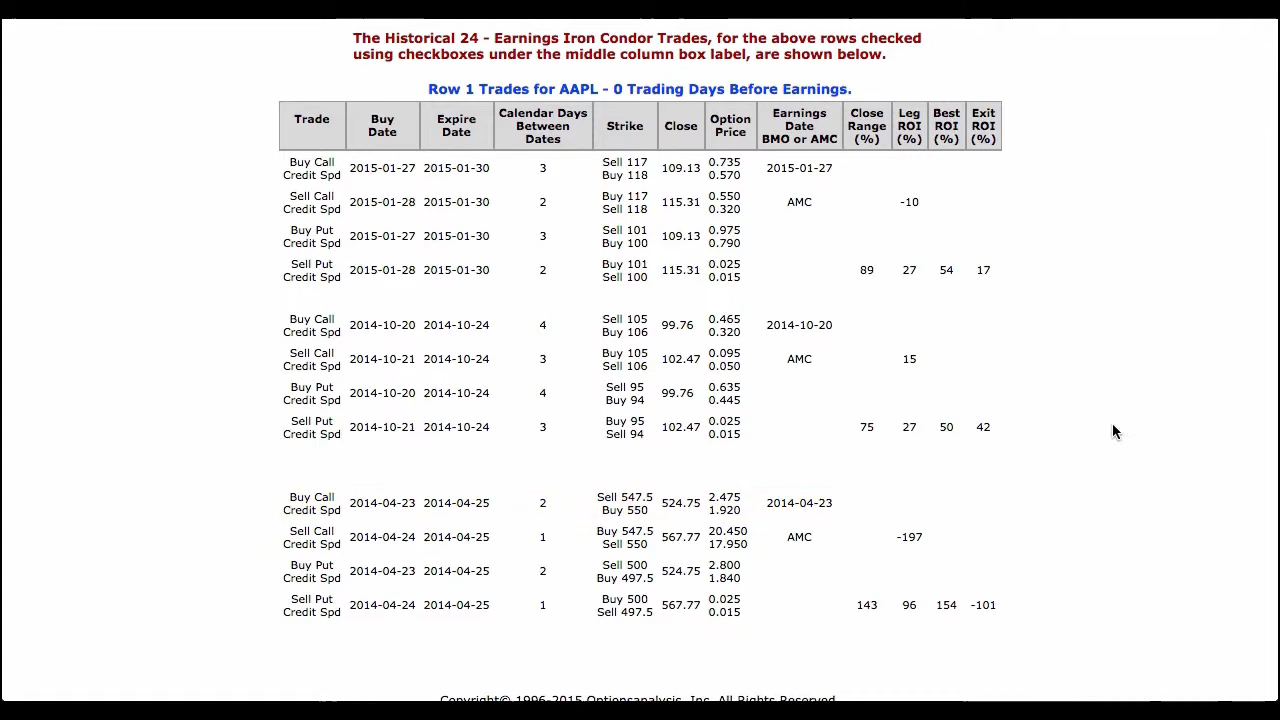 The Historical 24 - Earnings Iron Condor Trades, for the above rows checked
using checkboxes under the middle column box label, are shown below.
Row 1 Trades for AAPL - 0 Trading Days Before Earnings.
Trade Buy Date Expire Date Calendar Days Between Dates Strike Close Option Price Earnings Date BMO or AMC Close Range (%) Leg ROI (%) Best ROI (%) Exit ROI (%)
Buy Call Sell 117 0.735
2015-01-27 2015-01-30 3 109.13 2015-01-27
Credit Spd Buy 118 0.570
Sell Call Buy 117 0.550
2015-01-28 2015-01-30 2 115.31 AMC -10
Credit Spd Sell 118 0.320
Buy Put Sell 101 0.975
2015-01-27 2015-01-30 3 109.13
Credit Spd Buy 100 0.790
Sell Put Buy 101 0.025
2015-01-28 2015-01-30 2 115.31 89 27 54 17
Credit Spd Sell 100 0.015
Buy Call Sell 105 0.465
2014-10-20 2014-10-24 4 99.76 2014-10-20
Credit Spd Buy 106 0.320
Sell Call Buy 105 0.095
2014-10-21 2014-10-24 3 102.47 AMC 15
Credit Spd Sell 106 0.050
Buy Put Sell 95 0.635
2014-10-20 2014-10-24 4 99.76
Credit Spd Buy 94 0.445
Sell Put Buy 95 0.025
2014-10-21 2014-10-24 3 102.47 75 27 50 42
Credit Spd Sell 94 0.015
Buy Call Sell 547.5 2.475
2014-04-23 2014-04-25 2 524.75 2014-04-23
Credit Spd Buy 550 1.920
Sell Call Buy 547.5 20.450
2014-04-24 2014-04-25 1 567.77 AMC -197
Credit Spd Sell 550 17.950
Buy Put Sell 500 2.800
2014-04-23 2014-04-25 2 524.75
Credit Spd Buy 497.5 1.840
Sell Put Buy 500 0.025
2014-04-24 2014-04-25 1 567.77 143 96 154 -101
Credit Spd Sell 497.5 0.015
Copyright© 1996-2015 Optionsanalysis, Inc. All Rights Reserved